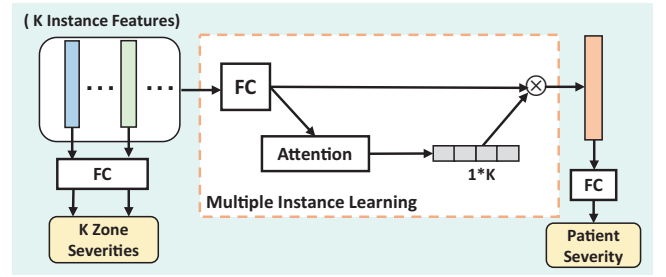 ( K Instance Features)
FC
Attention
1*K
Multiple Instance Learning
FC
K Zone
Severities
FC
Patient
Severity